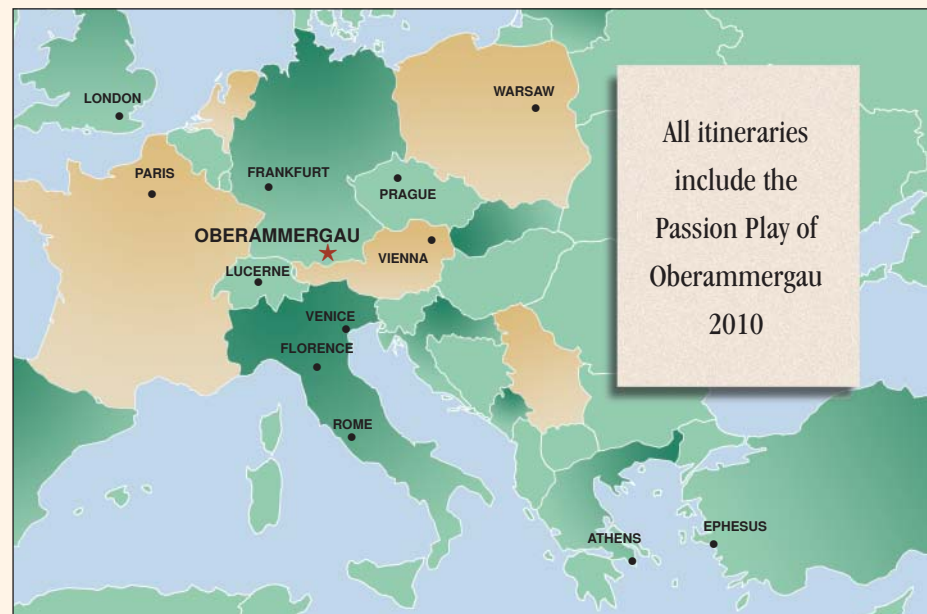 LONDON
WARSAW
PARIS
FRANKFURT
PRAGUE
OBERAMMERGAU
VIENNA
LUCERNE
VENICE
FLORENCE
ROME
ATHENS
EPHESUS
All itineraries
include the
Passion Play of
Oberammergau
2010